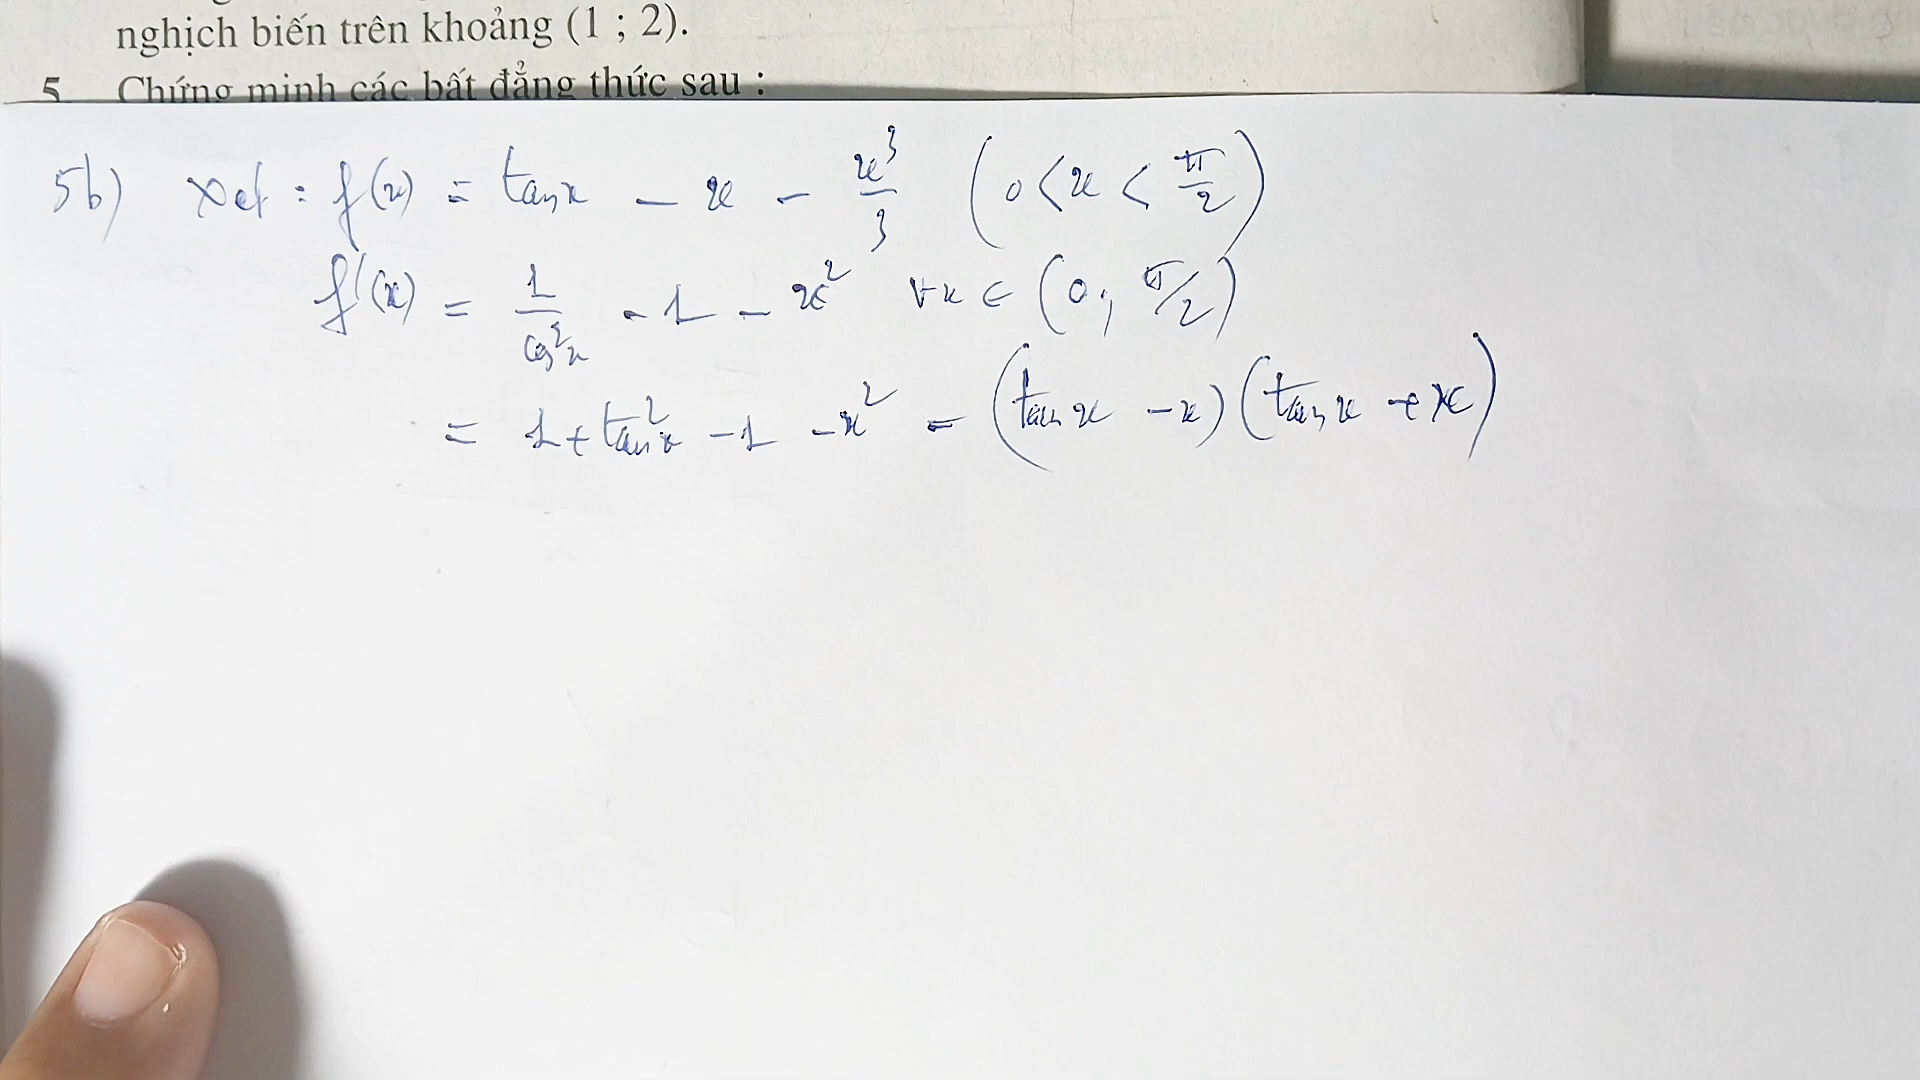 nghịch biến trên khoảng (1 ; 2).
5. Chứng minh các bất đẳng thức sau :
5b) Xét : f(x) = tanx - x - x³/3 (0 < x < π/2)
f'(x) = 1/cos²x - 1 - x² ∀x ∈ (0; π/2)
= 1 + tan²x - 1 - x² = (tanx - x)(tanx + x)